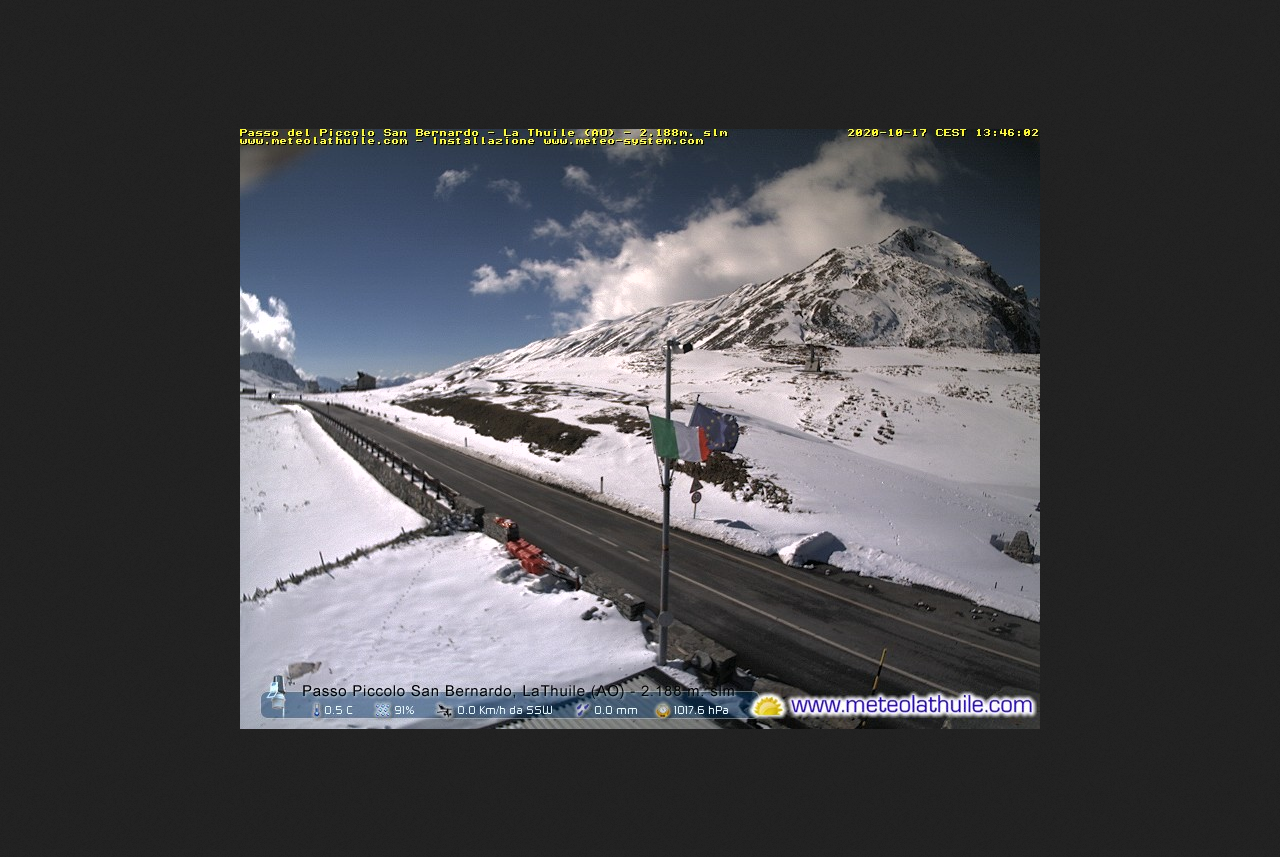 Passo del Piccolo San Bernardo - La Thuile (AO) - 2.188m. slm
2020-10-17 CEST 13:46:02
www.meteolathuile.com - Installazione www.meteo-system.com
Passo Piccolo San Bernardo, LaThuile (AO) - 2.188 m. slm
0.5 C 91% 0.0 Km/h da SSW 0.0 mm 1017.6 hPa
www.meteolathuile.com